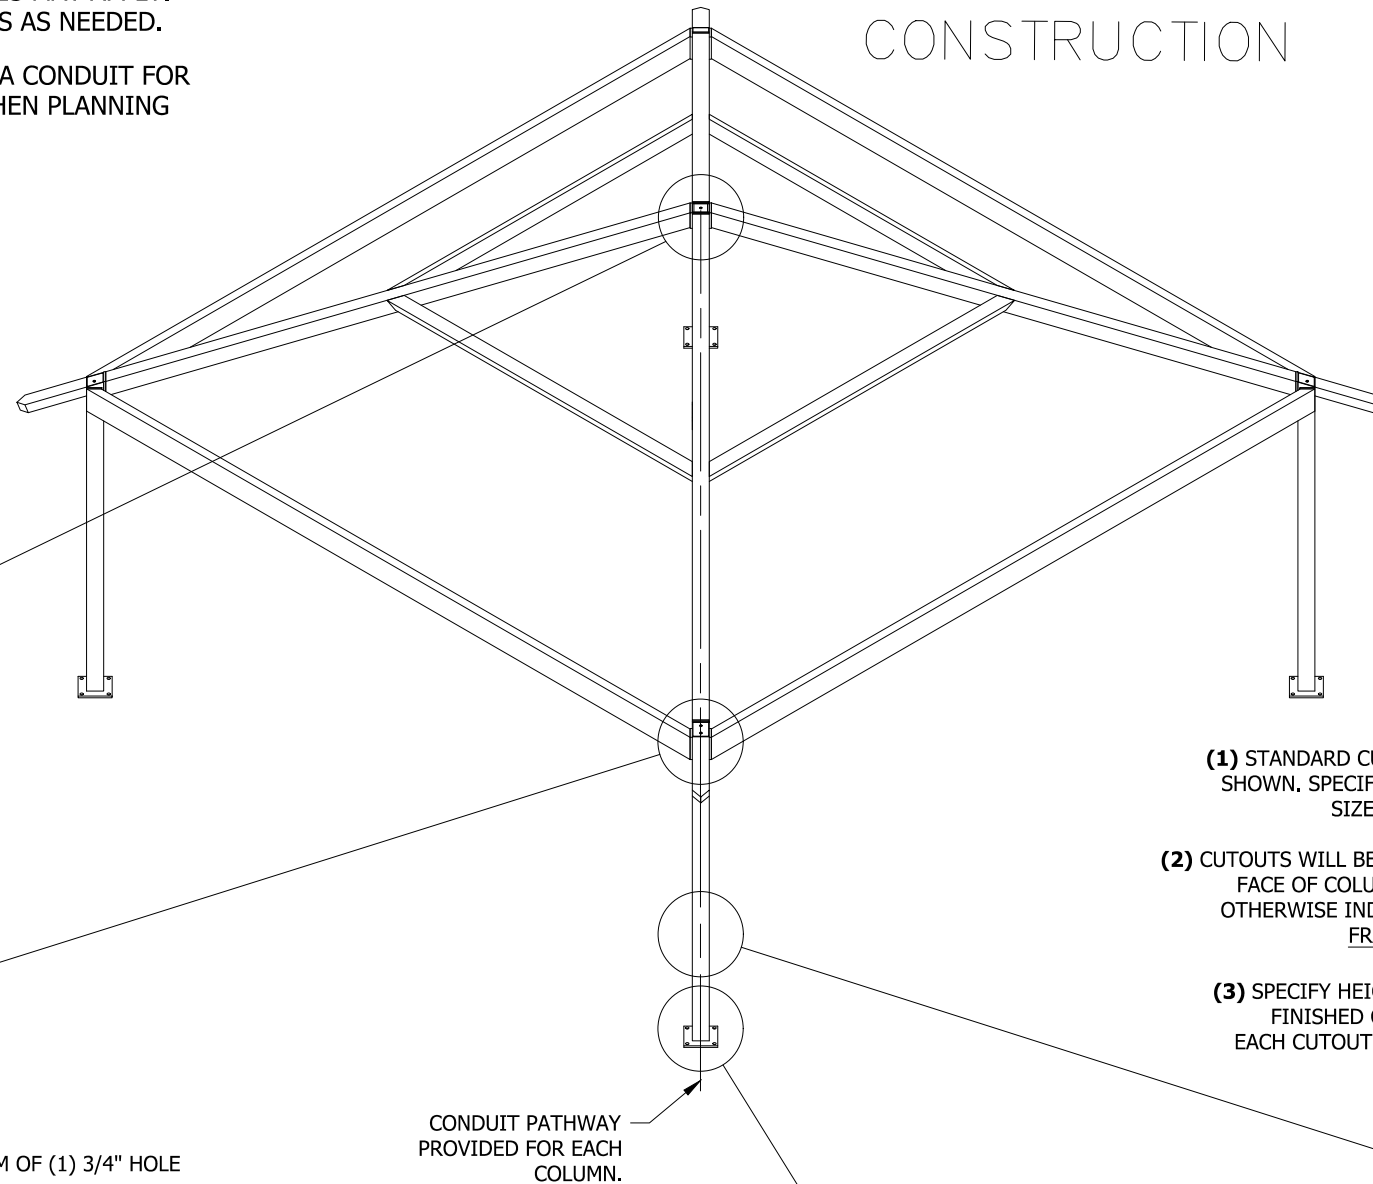 S AS NEEDED.
A CONDUIT FOR
HEN PLANNING
CONSTRUCTION
(1) STANDARD CU
SHOWN. SPECIF
SIZE
(2) CUTOUTS WILL BE
FACE OF COLU
OTHERWISE IND
FR
(3) SPECIFY HEI
FINISHED
EACH CUTOUT
CONDUIT PATHWAY
PROVIDED FOR EACH
COLUMN.
M OF (1) 3/4" HOLE